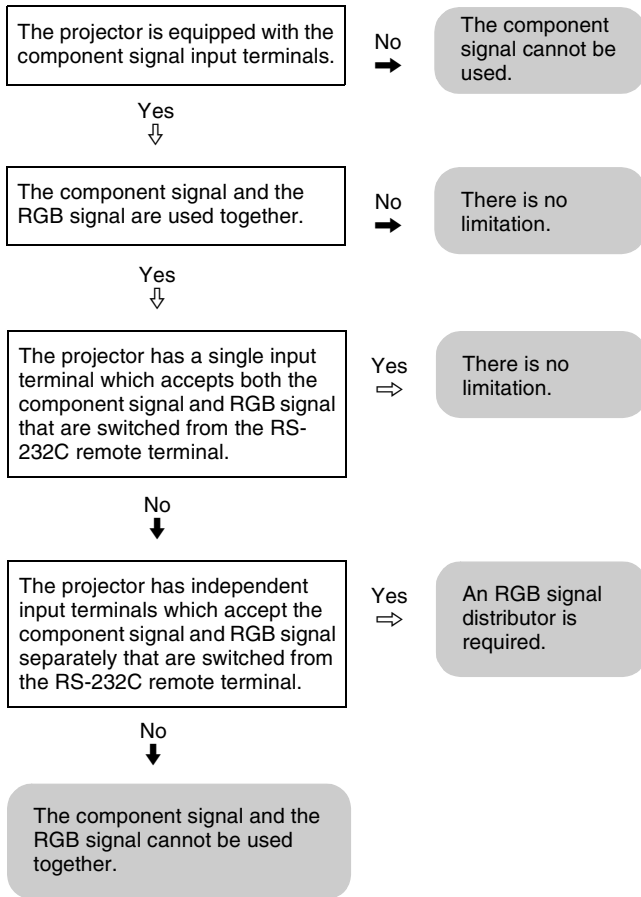 The projector is equipped with the
component signal input terminals.
No
The component
signal cannot be
used.
Yes
The component signal and the
RGB signal are used together.
No
There is no
limitation.
Yes
The projector has a single input
terminal which accepts both the
component signal and RGB signal
that are switched from the RS-
232C remote terminal.
Yes
There is no
limitation.
No
The projector has independent
input terminals which accept the
component signal and RGB signal
separately that are switched from
the RS-232C remote terminal.
Yes
An RGB signal
distributor is
required.
No
The component signal and the
RGB signal cannot be used
together.